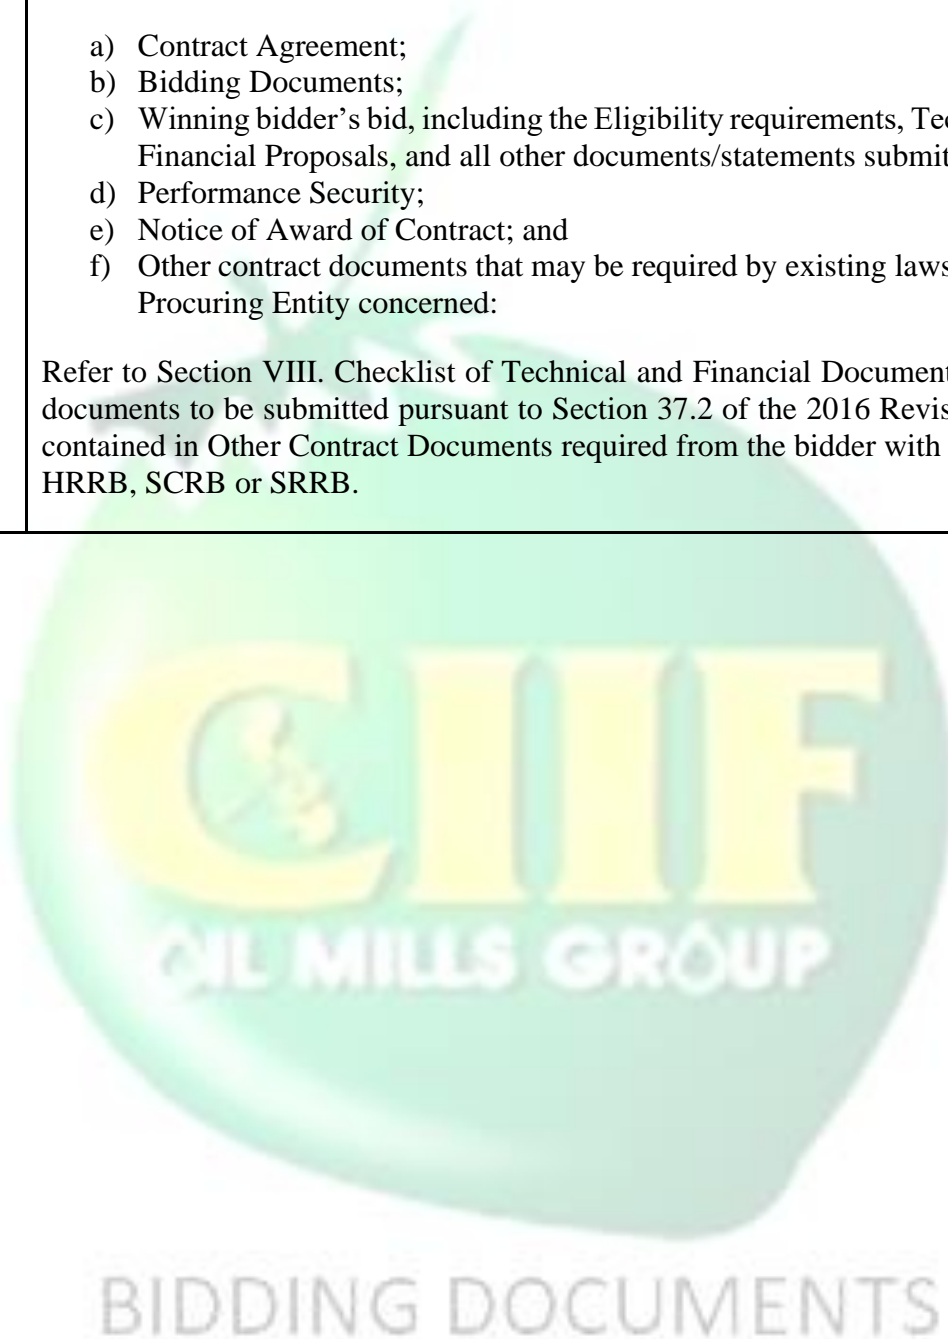 a) Contract Agreement;
b) Bidding Documents;
c) Winning bidder’s bid, including the Eligibility requirements,
Financial Proposals, and all other documents/statements
d) Performance Security;
e) Notice of Award of Contract; and
f) Other contract documents that may be required by existing laws
Procuring Entity concerned:
Refer to Section VIII. Checklist of Technical and Financial
documents to be submitted pursuant to Section 37.2 of the 2016
contained in Other Contract Documents required from the bidder with
HRRB, SCRB or SRRB.
CIIF
OIL MILLS GROUP
BIDDING DOCUMENTS